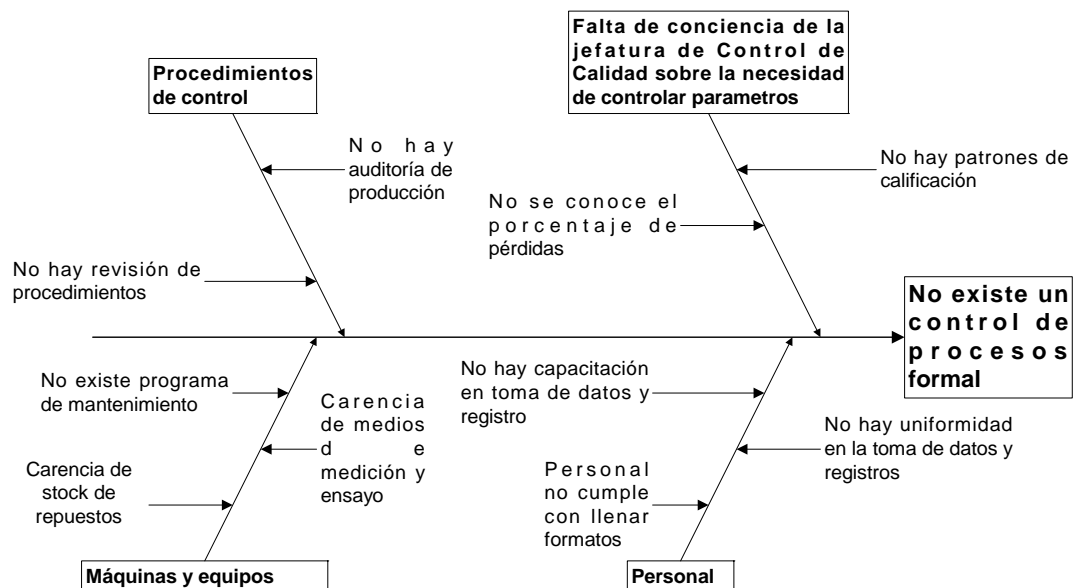 Procedimientos
de control
Falta de conciencia de la
jefatura de Control de
Calidad sobre la necesidad
de controlar parametros
No hay
auditoría de
producción
No hay patrones de
calificación
No se conoce el
porcentaje de
pérdidas
No hay revisión de
procedimientos
No existe un
control de
procesos
formal
No existe programa
de mantenimiento
Carencia
de medios
de
medición y
ensayo
No hay capacitación
en toma de datos y
registro
No hay uniformidad
en la toma de datos y
registros
Carencia de
stock de
repuestos
Personal
no cumple
con llenar
formatos
Máquinas y equipos
Personal